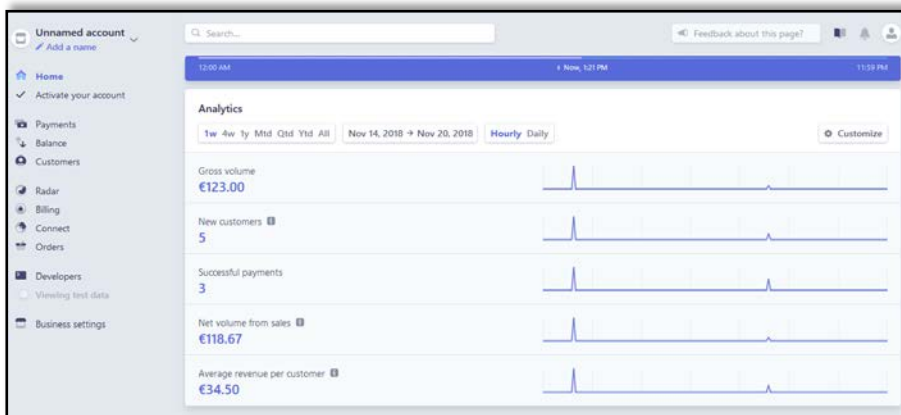 Unnamed account
Add a name
Search...
Feedback about this page?
Home
Activate your account
Payments
Balance
Customers
Radar
Billing
Connect
Orders
Developers
Viewing test data
Business settings
12:00 AM Now, 1:21 PM 11:59 PM
Analytics
1w 4w 1y Mtd Qtd Ytd All Nov 14, 2018 → Nov 20, 2018 Hourly Daily Customize
Gross volume
€123.00
New customers
5
Successful payments
3
Net volume from sales
€118.67
Average revenue per customer
€34.50